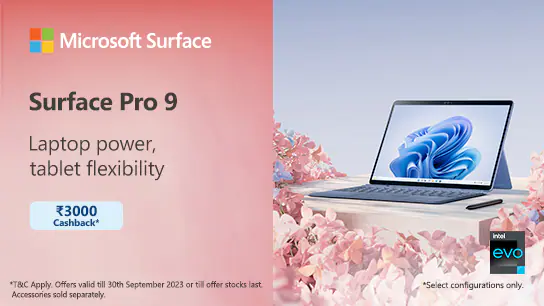 Microsoft Surface
Surface Pro 9
Laptop power,
tablet flexibility
₹3000
Cashback*
intel
evo
*T&C Apply. Offers valid till 30th September 2023 or till offer stocks last.
Accessories sold separately.
*Select configurations only.